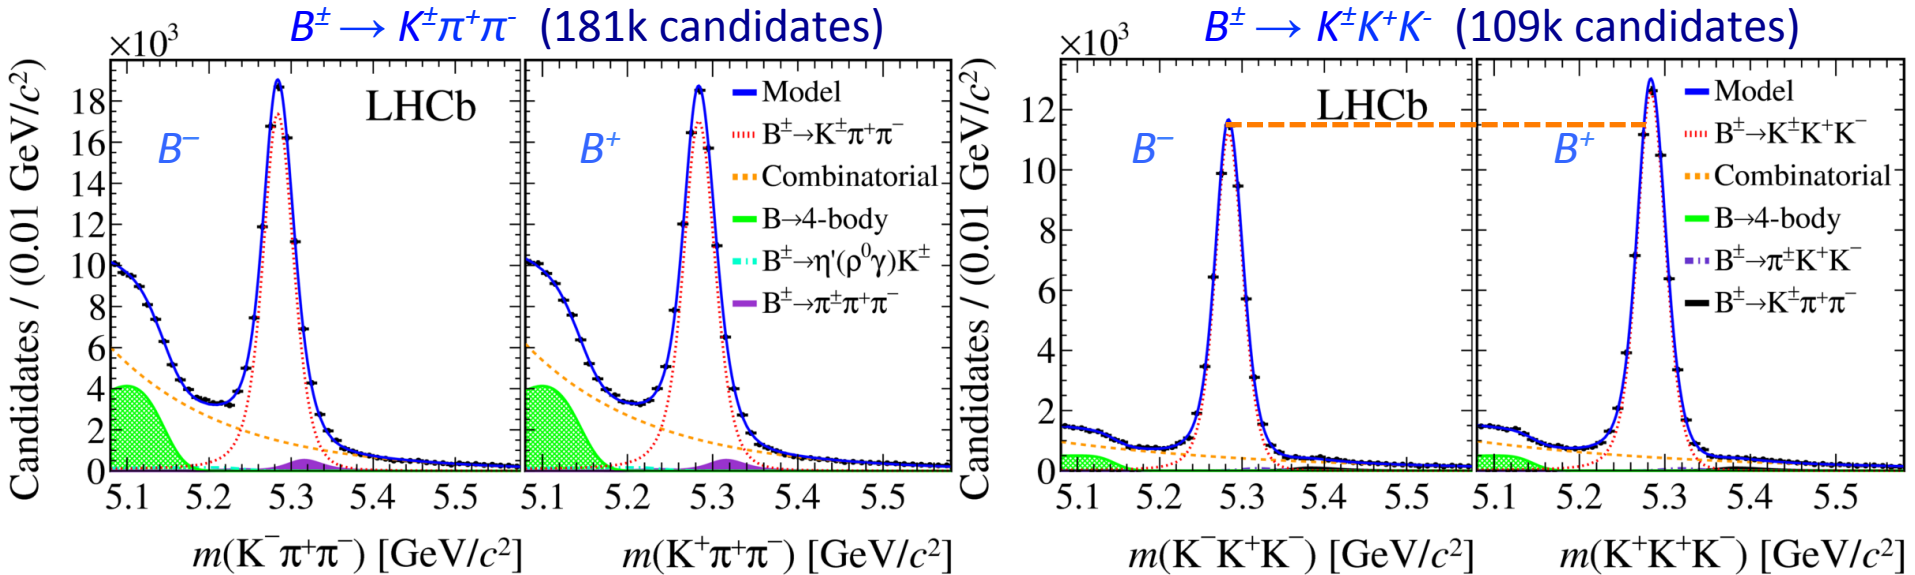 B± → K±π+π- (181k candidates)
×10³
Candidates / (0.01 GeV/c²)
18
16
14
12
10
8
6
4
2
0
LHCb
B−
5.1 5.2 5.3 5.4 5.5
m(K−π+π−) [GeV/c²]
B+
Model
B±→K±π+π−
Combinatorial
B→4-body
B±→η'(ρ⁰γ)K±
B±→π±π+π−
5.1 5.2 5.3 5.4 5.5
m(K+π+π−) [GeV/c²]
B± → K±K+K- (109k candidates)
×10³
Candidates / (0.01 GeV/c²)
12
10
8
6
4
2
0
LHCb
B−
5.1 5.2 5.3 5.4 5.5
m(K−K+K−) [GeV/c²]
B+
Model
B±→K±K+K−
Combinatorial
B→4-body
B±→π±K+K−
B±→K±π+π−
5.1 5.2 5.3 5.4 5.5
m(K+K+K−) [GeV/c²]